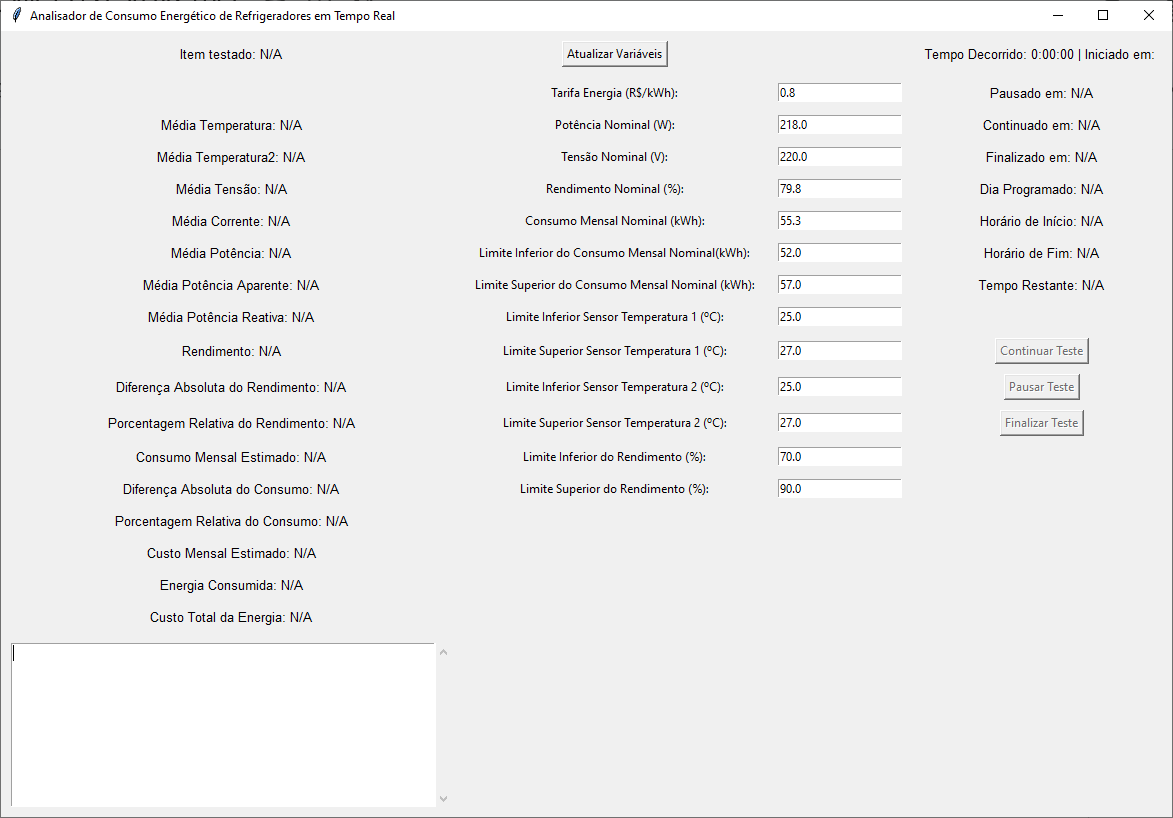 Analisador de Consumo Energético de Refrigeradores em Tempo Real
Item testado: N/A
Atualizar Variáveis
Tempo Decorrido: 0:00:00 | Iniciado em:
Tarifa Energia (R$/kWh): 0.8
Pausado em: N/A
Média Temperatura: N/A
Potência Nominal (W): 218.0
Continuado em: N/A
Média Temperatura2: N/A
Tensão Nominal (V): 220.0
Finalizado em: N/A
Média Tensão: N/A
Rendimento Nominal (%): 79.8
Dia Programado: N/A
Média Corrente: N/A
Consumo Mensal Nominal (kWh): 55.3
Horário de Início: N/A
Média Potência: N/A
Limite Inferior do Consumo Mensal Nominal(kWh): 52.0
Horário de Fim: N/A
Média Potência Aparente: N/A
Limite Superior do Consumo Mensal Nominal (kWh): 57.0
Tempo Restante: N/A
Média Potência Reativa: N/A
Limite Inferior Sensor Temperatura 1 (ºC): 25.0
Rendimento: N/A
Limite Superior Sensor Temperatura 1 (ºC): 27.0
Continuar Teste
Diferença Absoluta do Rendimento: N/A
Limite Inferior Sensor Temperatura 2 (ºC): 25.0
Pausar Teste
Porcentagem Relativa do Rendimento: N/A
Limite Superior Sensor Temperatura 2 (ºC): 27.0
Finalizar Teste
Consumo Mensal Estimado: N/A
Limite Inferior do Rendimento (%): 70.0
Diferença Absoluta do Consumo: N/A
Limite Superior do Rendimento (%): 90.0
Porcentagem Relativa do Consumo: N/A
Custo Mensal Estimado: N/A
Energia Consumida: N/A
Custo Total da Energia: N/A